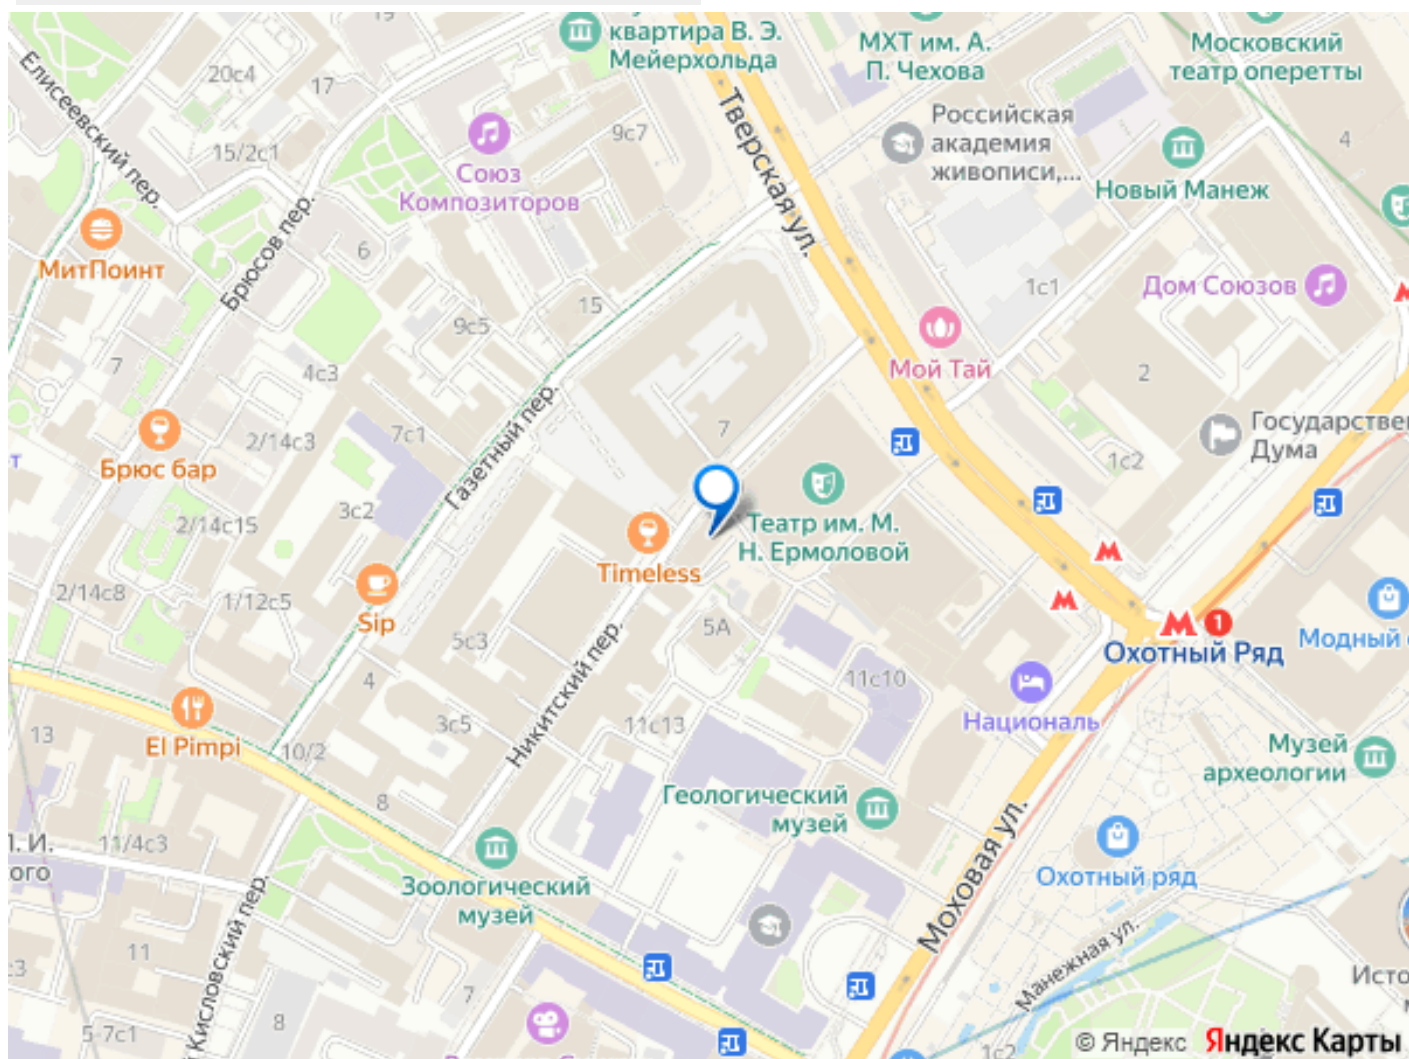 19
квартира В. Э.
Мейерхольда
МХТ им. А.
П. Чехова
Московский
театр оперетты
Елисеевский пер.
20с4
17
Тверская ул.
Российская
академия
живописи,...
9с7
4
15/2с1
Союз
Композиторов
Новый Манеж
МитПоинт
Брюсов пер.
6
15
1с1
Дом Союзов
9с5
7
4с3
Мой Тай
2
Газетный пер.
7
Государстве
Дума
2/14с3
7с1
1с2
т
Брюс бар
3с2
2/14с15
Театр им. М.
Н. Ермоловой
Timeless
2/14с8
1/12с5
Sip
5с3
5А
1
Охотный Ряд
Модный
4
11с10
Никитский пер.
Националь
3с5
11с13
13
El Pimpi
10/2
Музей
археологии
8
Геологический
музей
Моховая ул.
11/4с3
ого
Зоологический
музей
Охотный ряд
Кисловский пер.
Манежная ул.
11
7
Исто
8
5-7с1
1с2
© Яндекс
Яндекс Карты